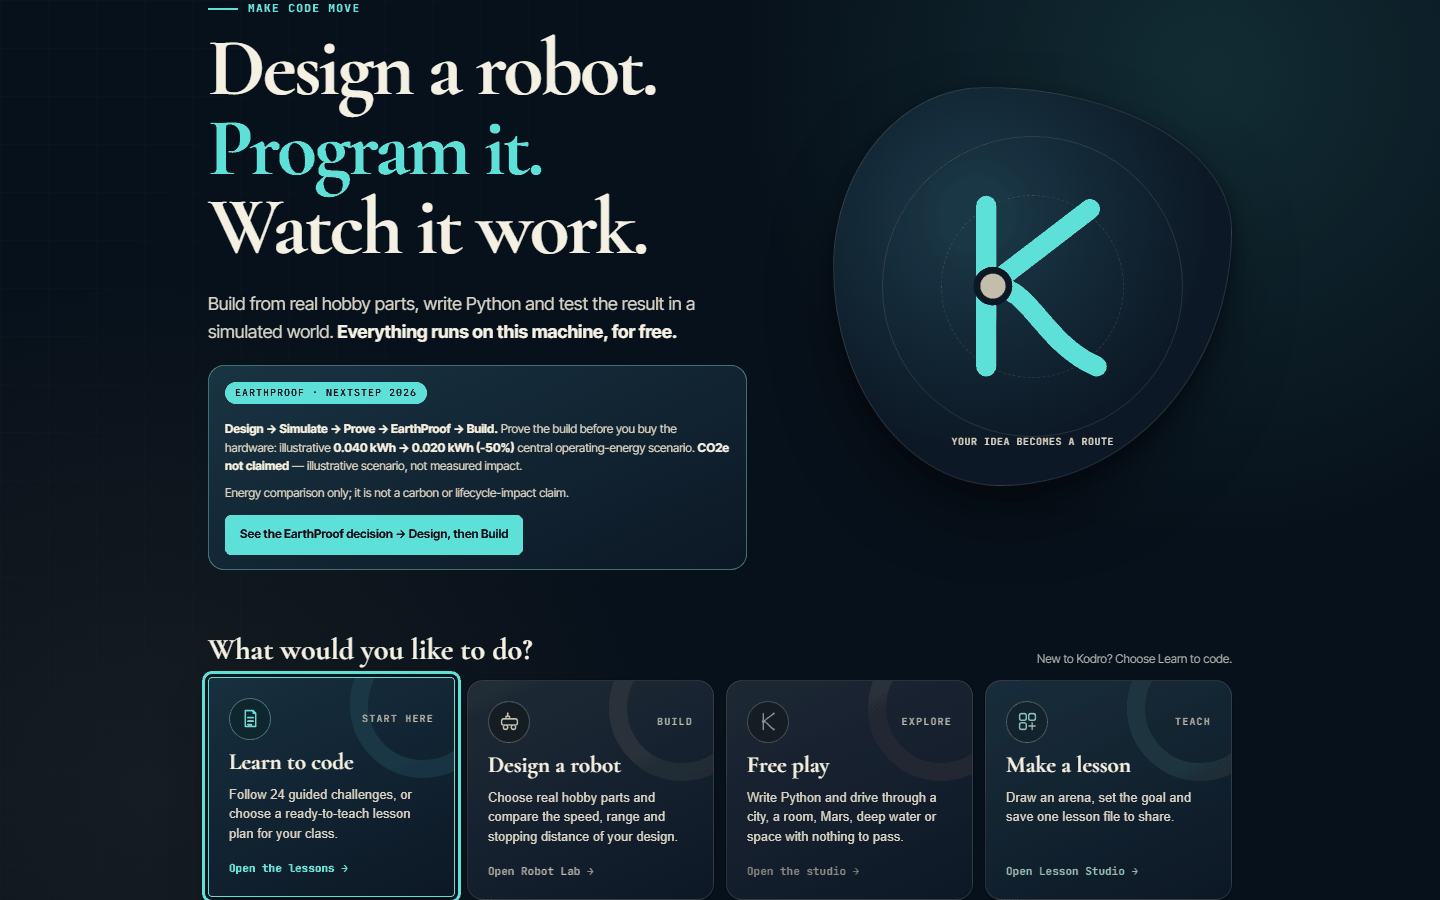 MAKE CODE MOVE
Design a robot.
Program it.
Watch it work.
Build from real hobby parts, write Python and test the result in a
simulated world. Everything runs on this machine, for free.
EARTHPROOF · NEXTSTEP 2026
Design → Simulate → Prove → EarthProof → Build. Prove the build before you buy the
hardware: illustrative 0.040 kWh → 0.020 kWh (-50%) central operating-energy scenario. CO2e
not claimed — illustrative scenario, not measured impact.
Energy comparison only; it is not a carbon or lifecycle-impact claim.
See the EarthProof decision → Design, then Build
YOUR IDEA BECOMES A ROUTE
What would you like to do?
New to Kodro? Choose Learn to code.
START HERE
Learn to code
Follow 24 guided challenges, or
choose a ready-to-teach lesson
plan for your class.
Open the lessons →
BUILD
Design a robot
Choose real hobby parts and
compare the speed, range and
stopping distance of your design.
Open Robot Lab →
EXPLORE
Free play
Write Python and drive through a
city, a room, Mars, deep water or
space with nothing to pass.
Open the studio →
TEACH
Make a lesson
Draw an arena, set the goal and
save one lesson file to share.
Open Lesson Studio →